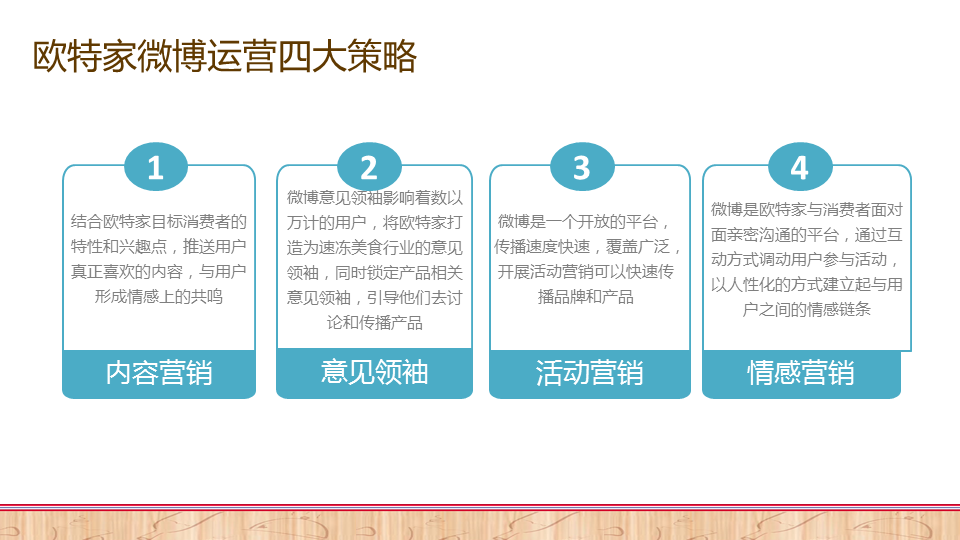 欧特家微博运营四大策略
1
结合欧特家目标消费者的
特性和兴趣点，推送用户
真正喜欢的内容，与用户
形成情感上的共鸣
内容营销
2
微博意见领袖影响着数以
万计的用户，将欧特家打
造为速冻美食行业的意见
领袖，同时锁定产品相关
意见领袖，引导他们去讨
论和传播产品
意见领袖
3
微博是一个开放的平台，
传播速度快速，覆盖广泛，
开展活动营销可以快速传
播品牌和产品
活动营销
4
微博是欧特家与消费者面对
面亲密沟通的平台，通过互
动方式调动用户参与活动，
以人性化的方式建立起与用
户之间的情感链条
情感营销